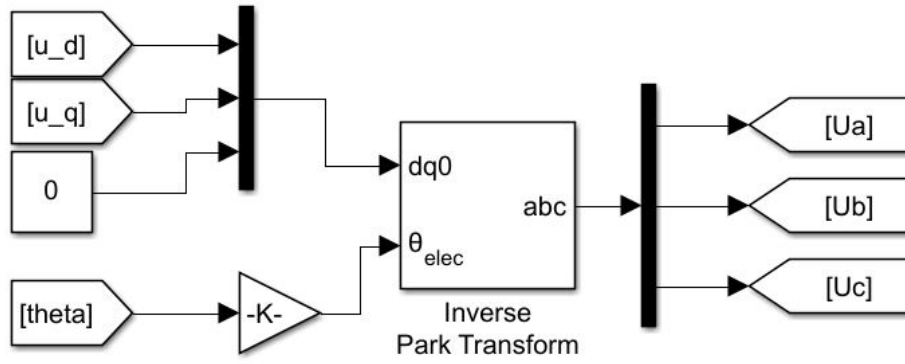 [u_d]
[u_q]
0
[theta]
-K-
dq0
θelec
abc
Inverse
Park Transform
[Ua]
[Ub]
[Uc]